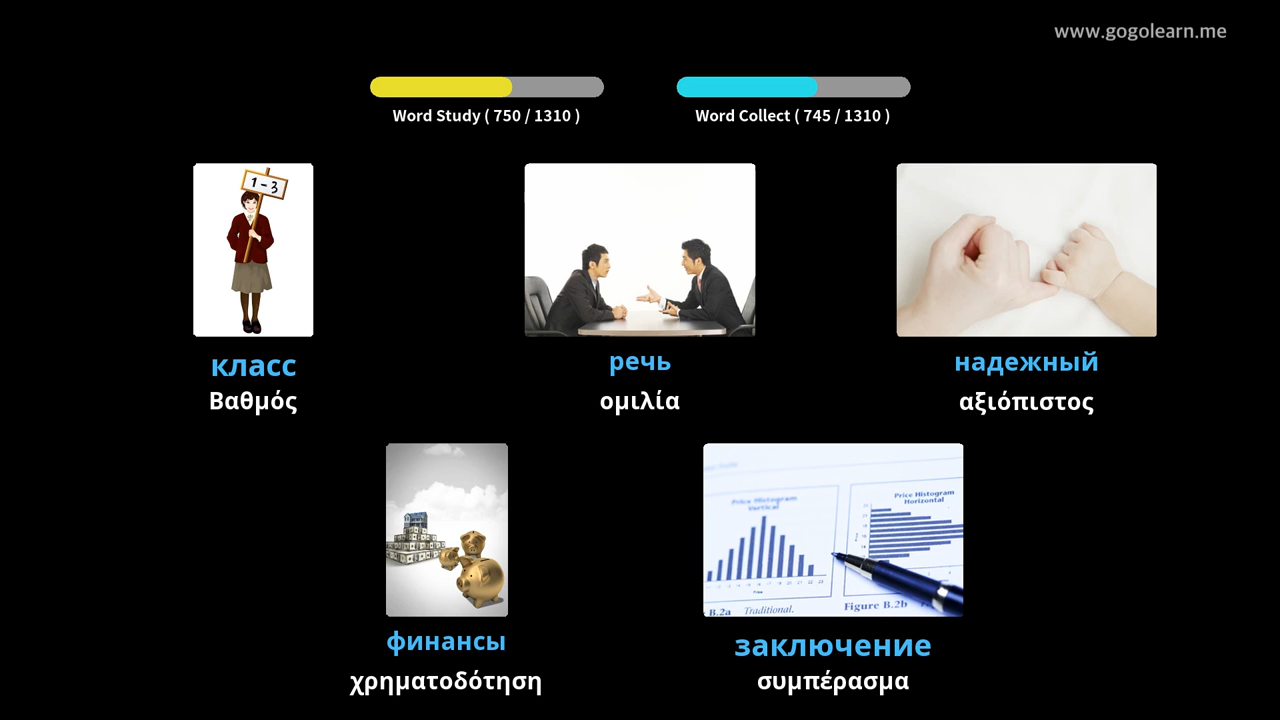 www.gogolearn.me
Word Study ( 750 / 1310 )
Word Collect ( 745 / 1310 )
1 - 3
класс
Βαθμός
речь
ομιλία
надежный
αξιόπιστος
Price Histogram
Vertical
Price Histogram
Horizontal
B.2a Traditional.
Figure B.2b
финансы
χρηματοδότηση
заключение
συμπέρασμα